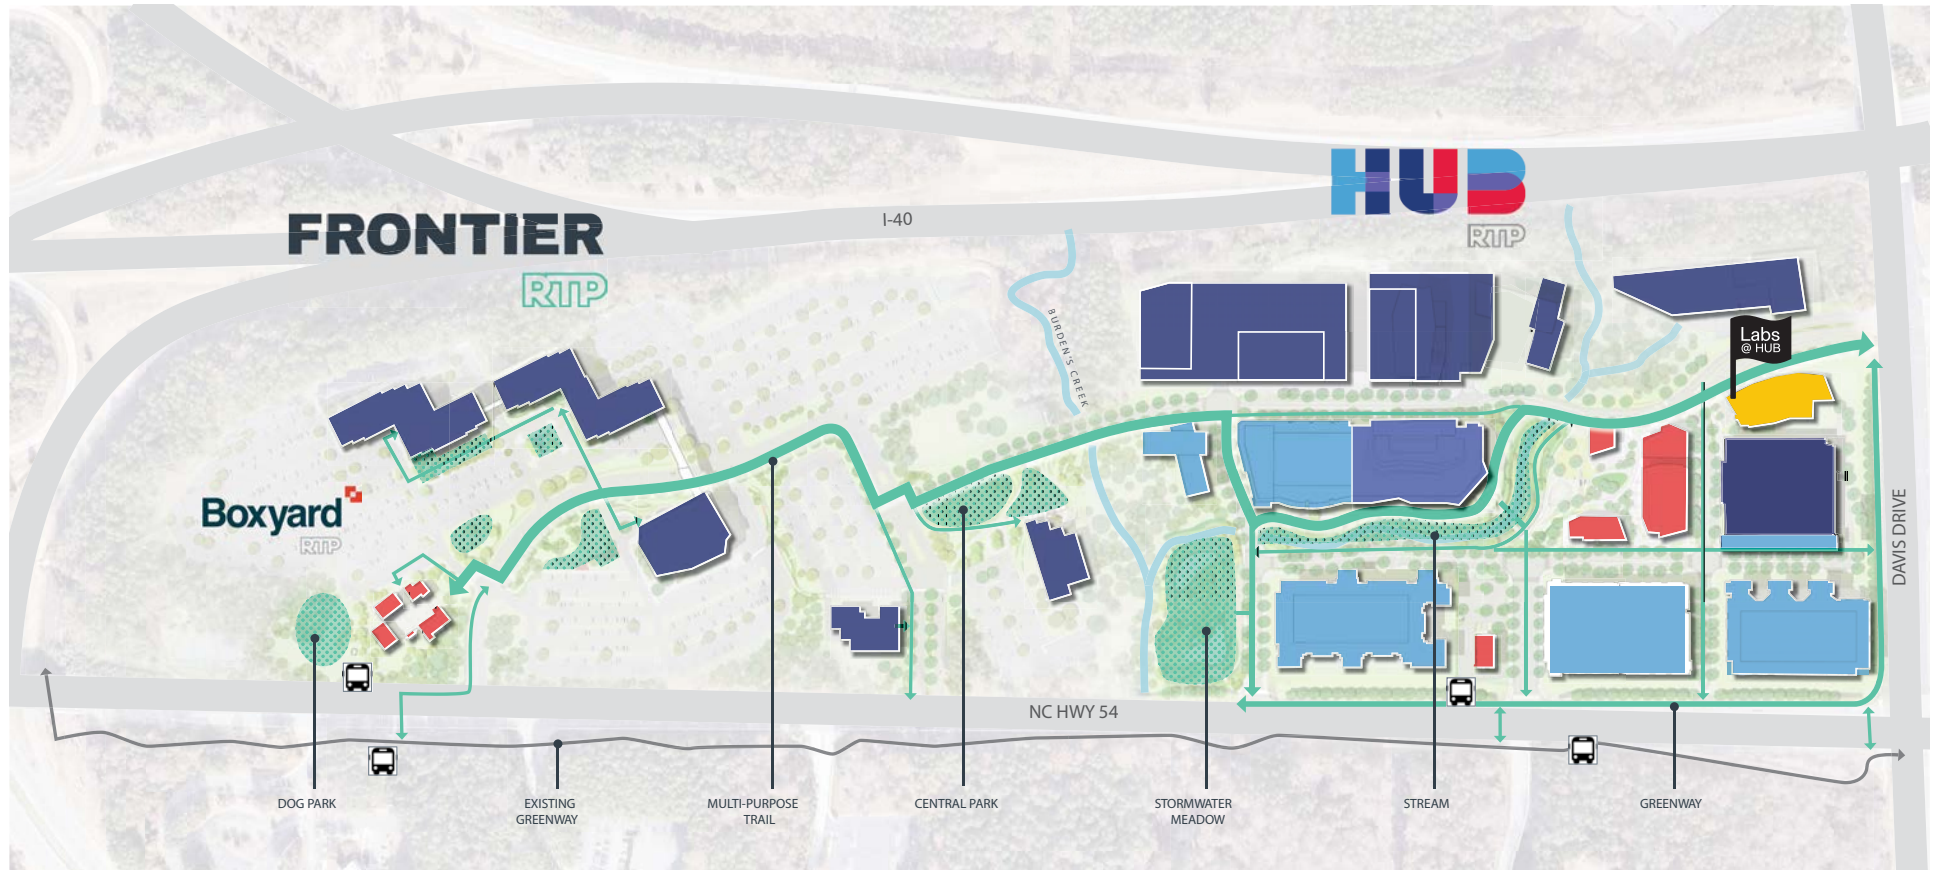 I-40
HUB
RTP
FRONTIER
RTP
BURDEN'S CREEK
Labs
@ HUB
Boxyard
RTP
DAVIS DRIVE
NC HWY 54
DOG PARK
EXISTING
GREENWAY
MULTI-PURPOSE
TRAIL
CENTRAL PARK
STORMWATER
MEADOW
STREAM
GREENWAY